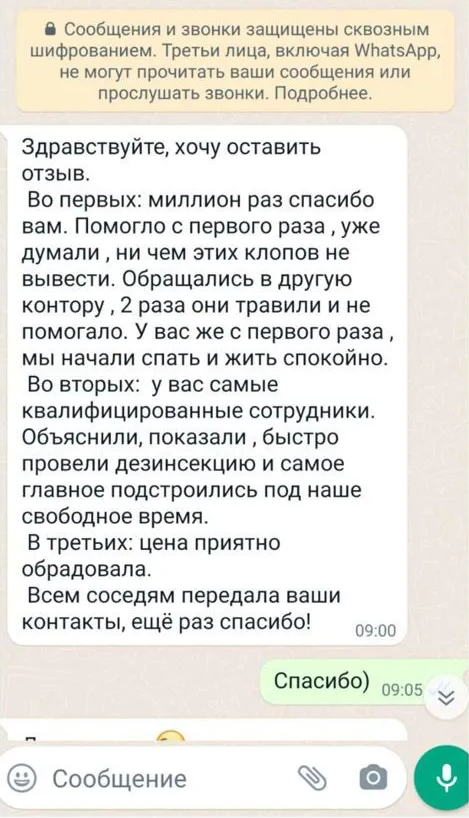 Сообщения и звонки защищены сквозным
шифрованием. Третьи лица, включая WhatsApp,
не могут прочитать ваши сообщения или
прослушать звонки. Подробнее.
Здравствуйте, хочу оставить
отзыв.
Во первых: миллион раз спасибо
вам. Помогло с первого раза , уже
думали , ни чем этих клопов не
вывести. Обращались в другую
контору , 2 раза они травили и не
помогало. У вас же с первого раза ,
мы начали спать и жить спокойно.
Во вторых: у вас самые
квалифицированные сотрудники.
Объяснили, показали , быстро
провели дезинсекцию и самое
главное подстроились под наше
свободное время.
В третьих: цена приятно
обрадовала.
Всем соседям передала ваши
контакты, ещё раз спасибо!
09:00
Спасибо) 09:05
Сообщение